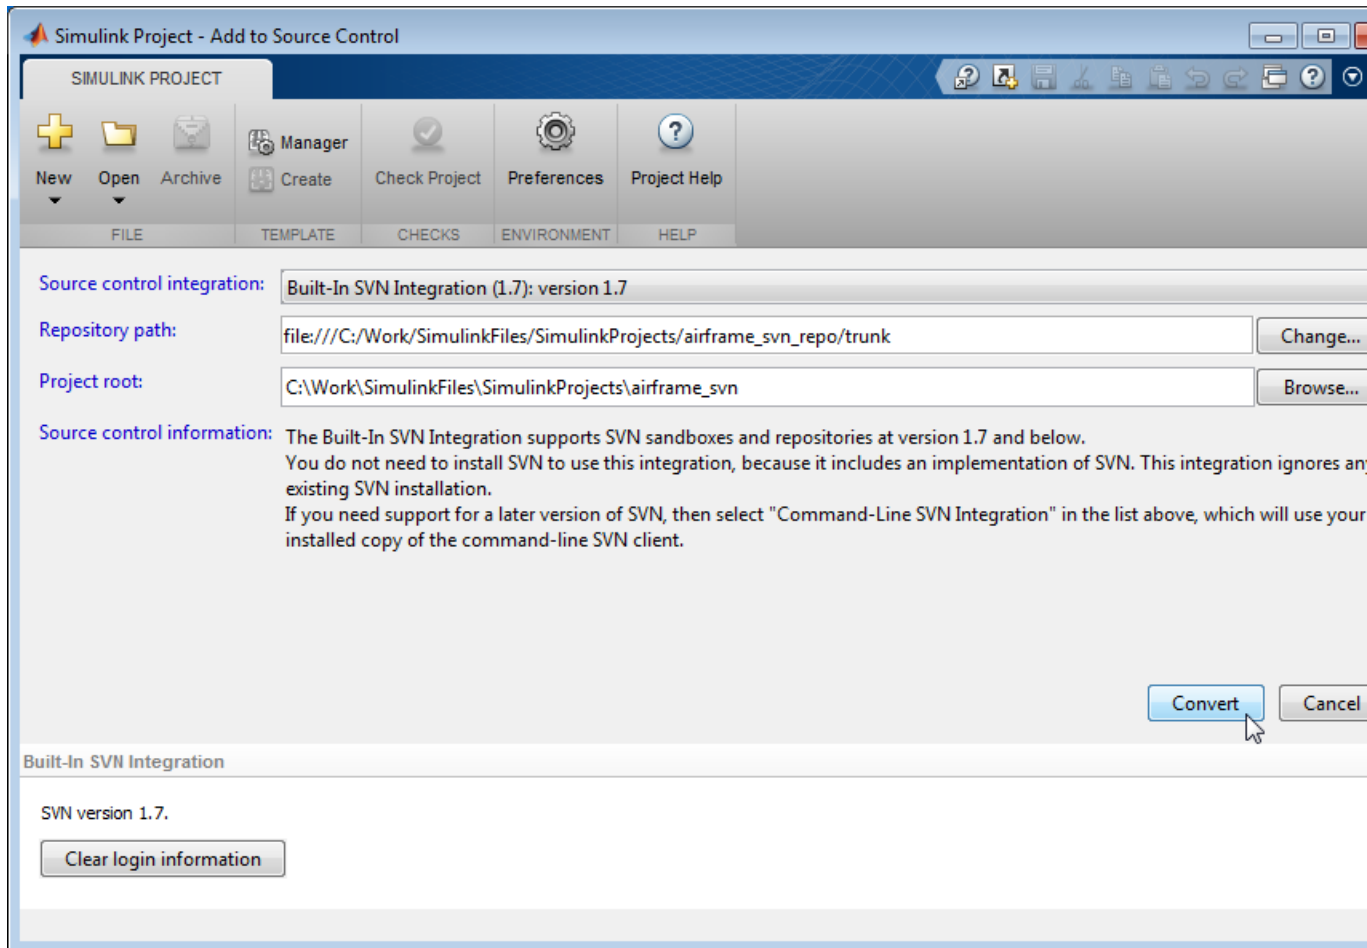 Simulink Project - Add to Source Control
SIMULINK PROJECT
New
Open
Archive
Manager
Create
Check Project
Preferences
Project Help
FILE
TEMPLATE
CHECKS
ENVIRONMENT
HELP
Source control integration:
Built-In SVN Integration (1.7): version 1.7
Repository path:
file:///C:/Work/SimulinkFiles/SimulinkProjects/airframe_svn_repo/trunk
Change...
Project root:
C:\Work\SimulinkFiles\SimulinkProjects\airframe_svn
Browse...
Source control information:
The Built-In SVN Integration supports SVN sandboxes and repositories at version 1.7 and below.
You do not need to install SVN to use this integration, because it includes an implementation of SVN. This integration ignores any
existing SVN installation.
If you need support for a later version of SVN, then select "Command-Line SVN Integration" in the list above, which will use your
installed copy of the command-line SVN client.
Convert
Cancel
Built-In SVN Integration
SVN version 1.7.
Clear login information